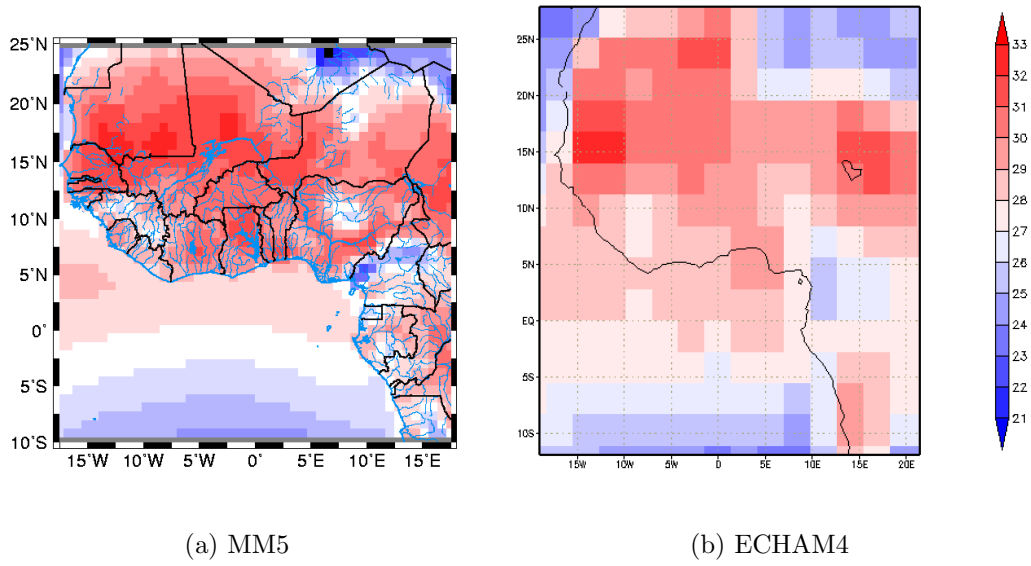 25°N
20°N
15°N
10°N
5°N
0°
5°S
10°S
15°W 10°W 5°W 0° 5°E 10°E 15°E
25N
20N
15N
10N
5N
EQ
5S
10S
15W 10W 5W 0 5E 10E 15E 20E
33
32
31
30
29
28
27
26
25
24
23
22
21
(a) MM5 (b) ECHAM4